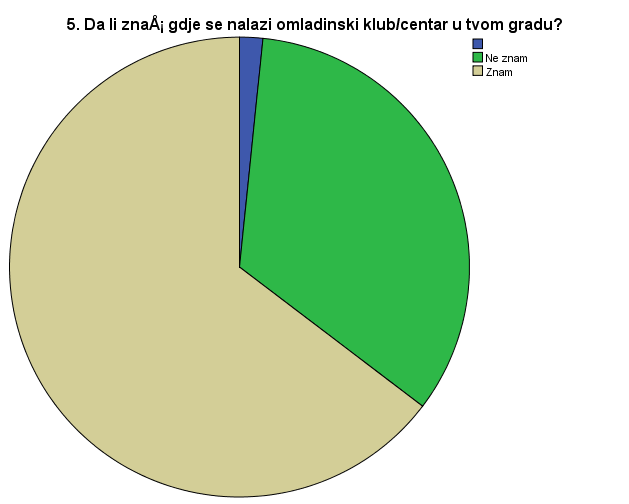 5. Da li znaÅ¡ gdje se nalazi omladinski klub/centar u tvom gradu?
Ne znam
Znam